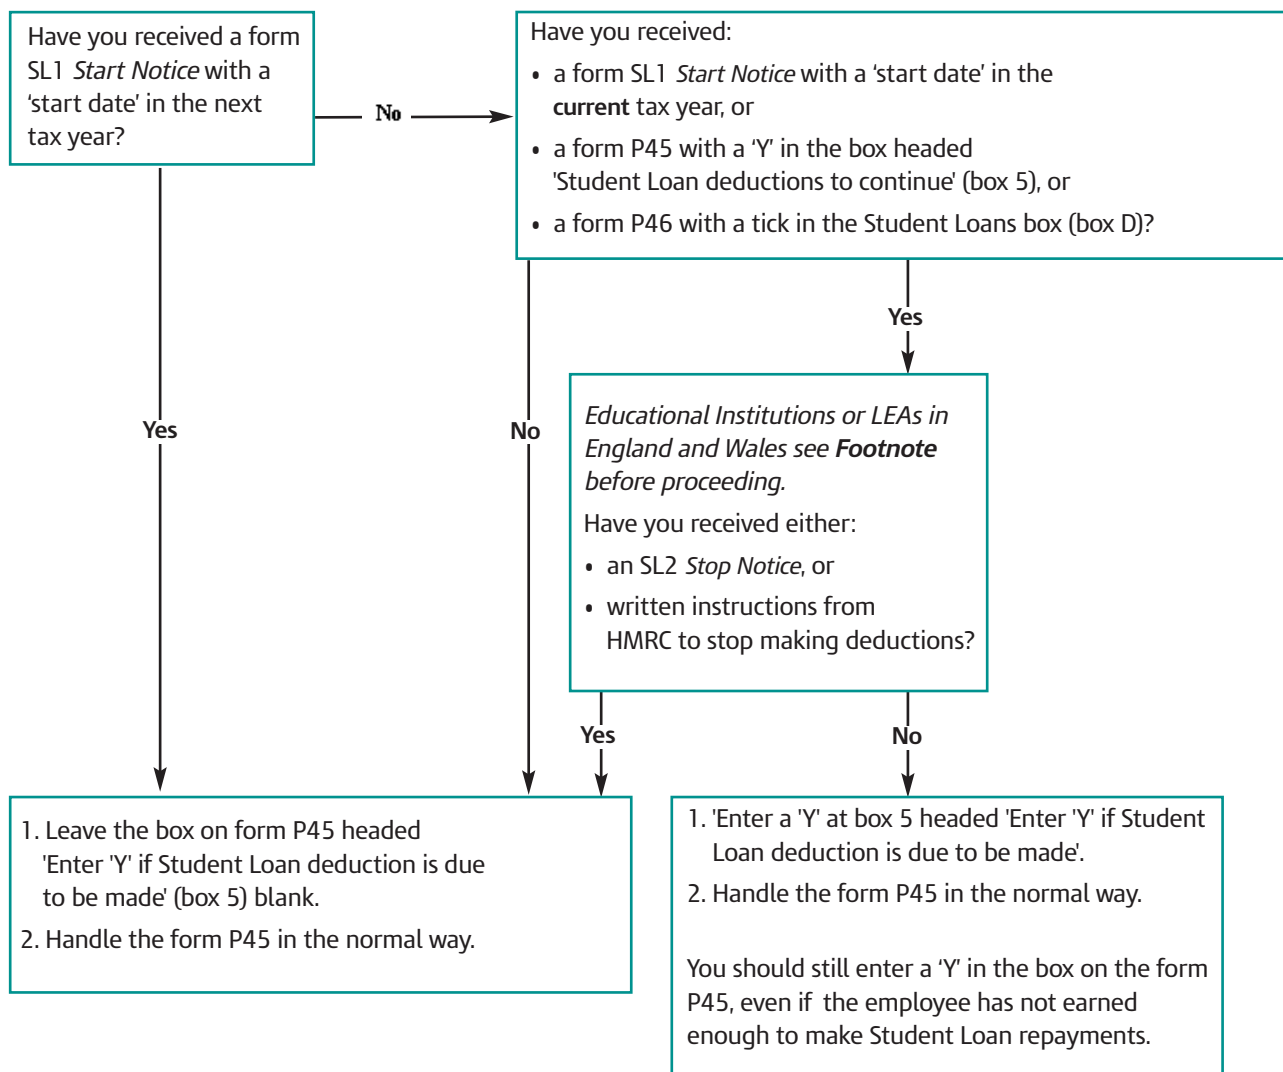 Have you received a form
SL1 Start Notice with a
‘start date’ in the next
tax year?
No
Have you received:
• a form SL1 Start Notice with a ‘start date’ in the
current tax year, or
• a form P45 with a ‘Y’ in the box headed
'Student Loan deductions to continue' (box 5), or
• a form P46 with a tick in the Student Loans box (box D)?
Yes
No
Yes
Educational Institutions or LEAs in
England and Wales see Footnote
before proceeding.
Have you received either:
• an SL2 Stop Notice, or
• written instructions from
HMRC to stop making deductions?
Yes
No
1. Leave the box on form P45 headed
'Enter 'Y' if Student Loan deduction is due
to be made' (box 5) blank.
2. Handle the form P45 in the normal way.
1. 'Enter a 'Y' at box 5 headed 'Enter 'Y' if Student
Loan deduction is due to be made'.
2. Handle the form P45 in the normal way.
You should still enter a ‘Y’ in the box on the form
P45, even if the employee has not earned
enough to make Student Loan repayments.